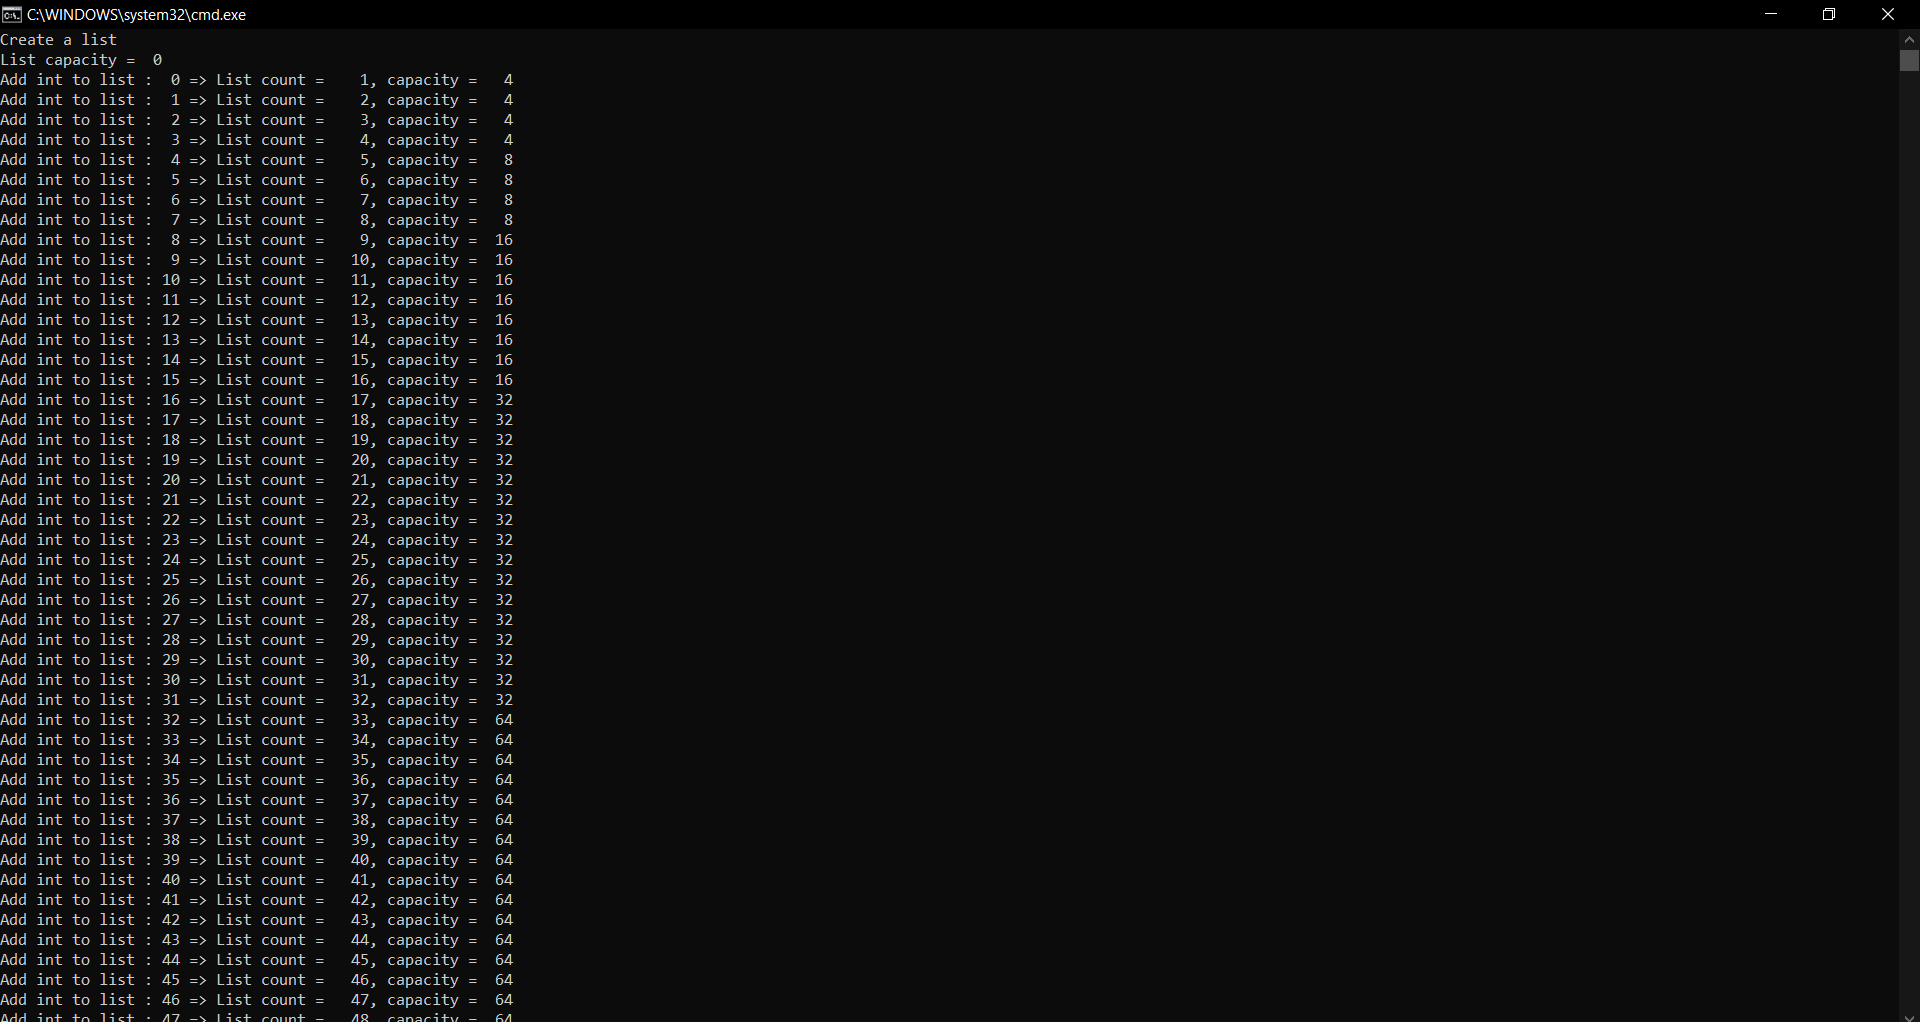 C:\WINDOWS\system32\cmd.exe
Create a list
List capacity =  0
Add int to list :  0 => List count =    1, capacity =   4
Add int to list :  1 => List count =    2, capacity =   4
Add int to list :  2 => List count =    3, capacity =   4
Add int to list :  3 => List count =    4, capacity =   4
Add int to list :  4 => List count =    5, capacity =   8
Add int to list :  5 => List count =    6, capacity =   8
Add int to list :  6 => List count =    7, capacity =   8
Add int to list :  7 => List count =    8, capacity =   8
Add int to list :  8 => List count =    9, capacity =  16
Add int to list :  9 => List count =   10, capacity =  16
Add int to list : 10 => List count =   11, capacity =  16
Add int to list : 11 => List count =   12, capacity =  16
Add int to list : 12 => List count =   13, capacity =  16
Add int to list : 13 => List count =   14, capacity =  16
Add int to list : 14 => List count =   15, capacity =  16
Add int to list : 15 => List count =   16, capacity =  16
Add int to list : 16 => List count =   17, capacity =  32
Add int to list : 17 => List count =   18, capacity =  32
Add int to list : 18 => List count =   19, capacity =  32
Add int to list : 19 => List count =   20, capacity =  32
Add int to list : 20 => List count =   21, capacity =  32
Add int to list : 21 => List count =   22, capacity =  32
Add int to list : 22 => List count =   23, capacity =  32
Add int to list : 23 => List count =   24, capacity =  32
Add int to list : 24 => List count =   25, capacity =  32
Add int to list : 25 => List count =   26, capacity =  32
Add int to list : 26 => List count =   27, capacity =  32
Add int to list : 27 => List count =   28, capacity =  32
Add int to list : 28 => List count =   29, capacity =  32
Add int to list : 29 => List count =   30, capacity =  32
Add int to list : 30 => List count =   31, capacity =  32
Add int to list : 31 => List count =   32, capacity =  32
Add int to list : 32 => List count =   33, capacity =  64
Add int to list : 33 => List count =   34, capacity =  64
Add int to list : 34 => List count =   35, capacity =  64
Add int to list : 35 => List count =   36, capacity =  64
Add int to list : 36 => List count =   37, capacity =  64
Add int to list : 37 => List count =   38, capacity =  64
Add int to list : 38 => List count =   39, capacity =  64
Add int to list : 39 => List count =   40, capacity =  64
Add int to list : 40 => List count =   41, capacity =  64
Add int to list : 41 => List count =   42, capacity =  64
Add int to list : 42 => List count =   43, capacity =  64
Add int to list : 43 => List count =   44, capacity =  64
Add int to list : 44 => List count =   45, capacity =  64
Add int to list : 45 => List count =   46, capacity =  64
Add int to list : 46 => List count =   47, capacity =  64
Add int to list : 47 => List count =   48, capacity =  64